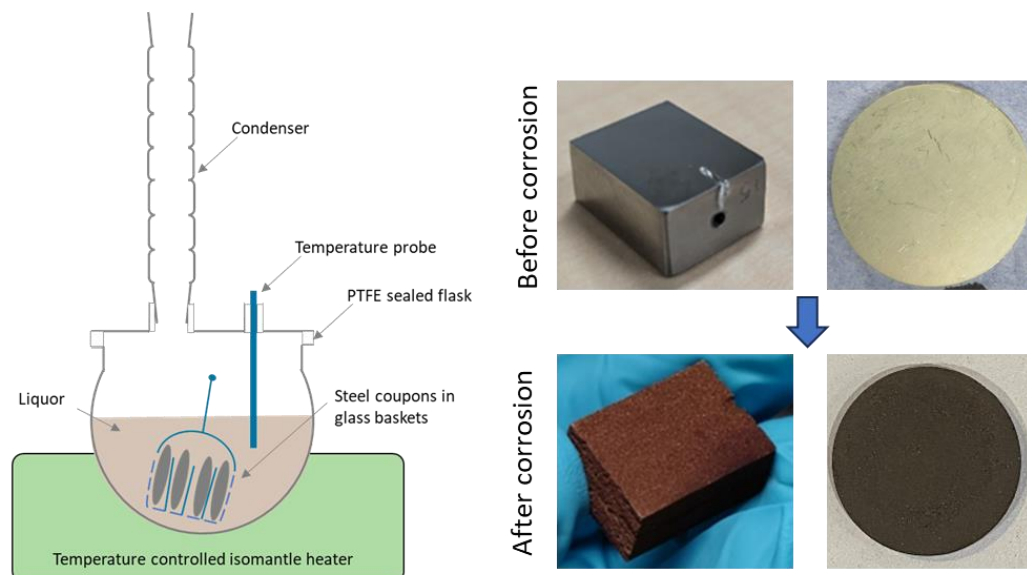 Condenser
Temperature probe
PTFE sealed flask
Liquor
Steel coupons in
glass baskets
Temperature controlled isomantle heater
Before corrosion
After corrosion